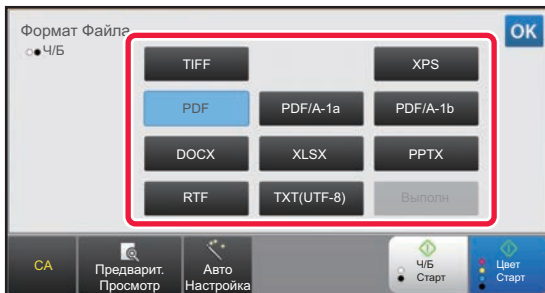 Формат Файла
Ч/Б
OK
TIFF
XPS
PDF
PDF/A-1a
PDF/A-1b
DOCX
XLSX
PPTX
RTF
TXT(UTF-8)
Выполн.
CA
Предварит.
Просмотр
Авто
Настройка
Ч/Б
Старт
Цвет
Старт